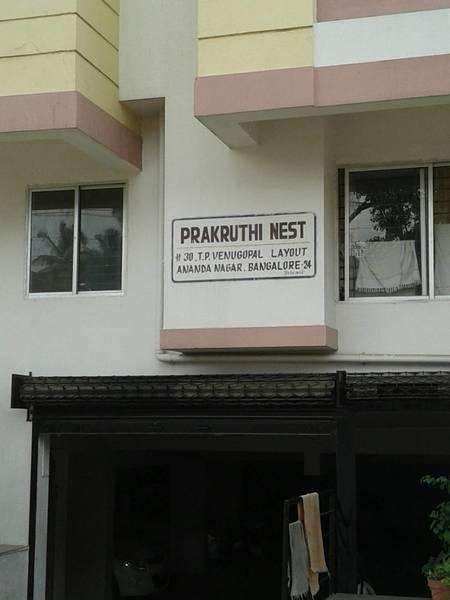 PRAKRUTHI NEST
# 30, T.P. VENUGOPAL LAYOUT
ANANDA NAGAR. BANGALORE-24